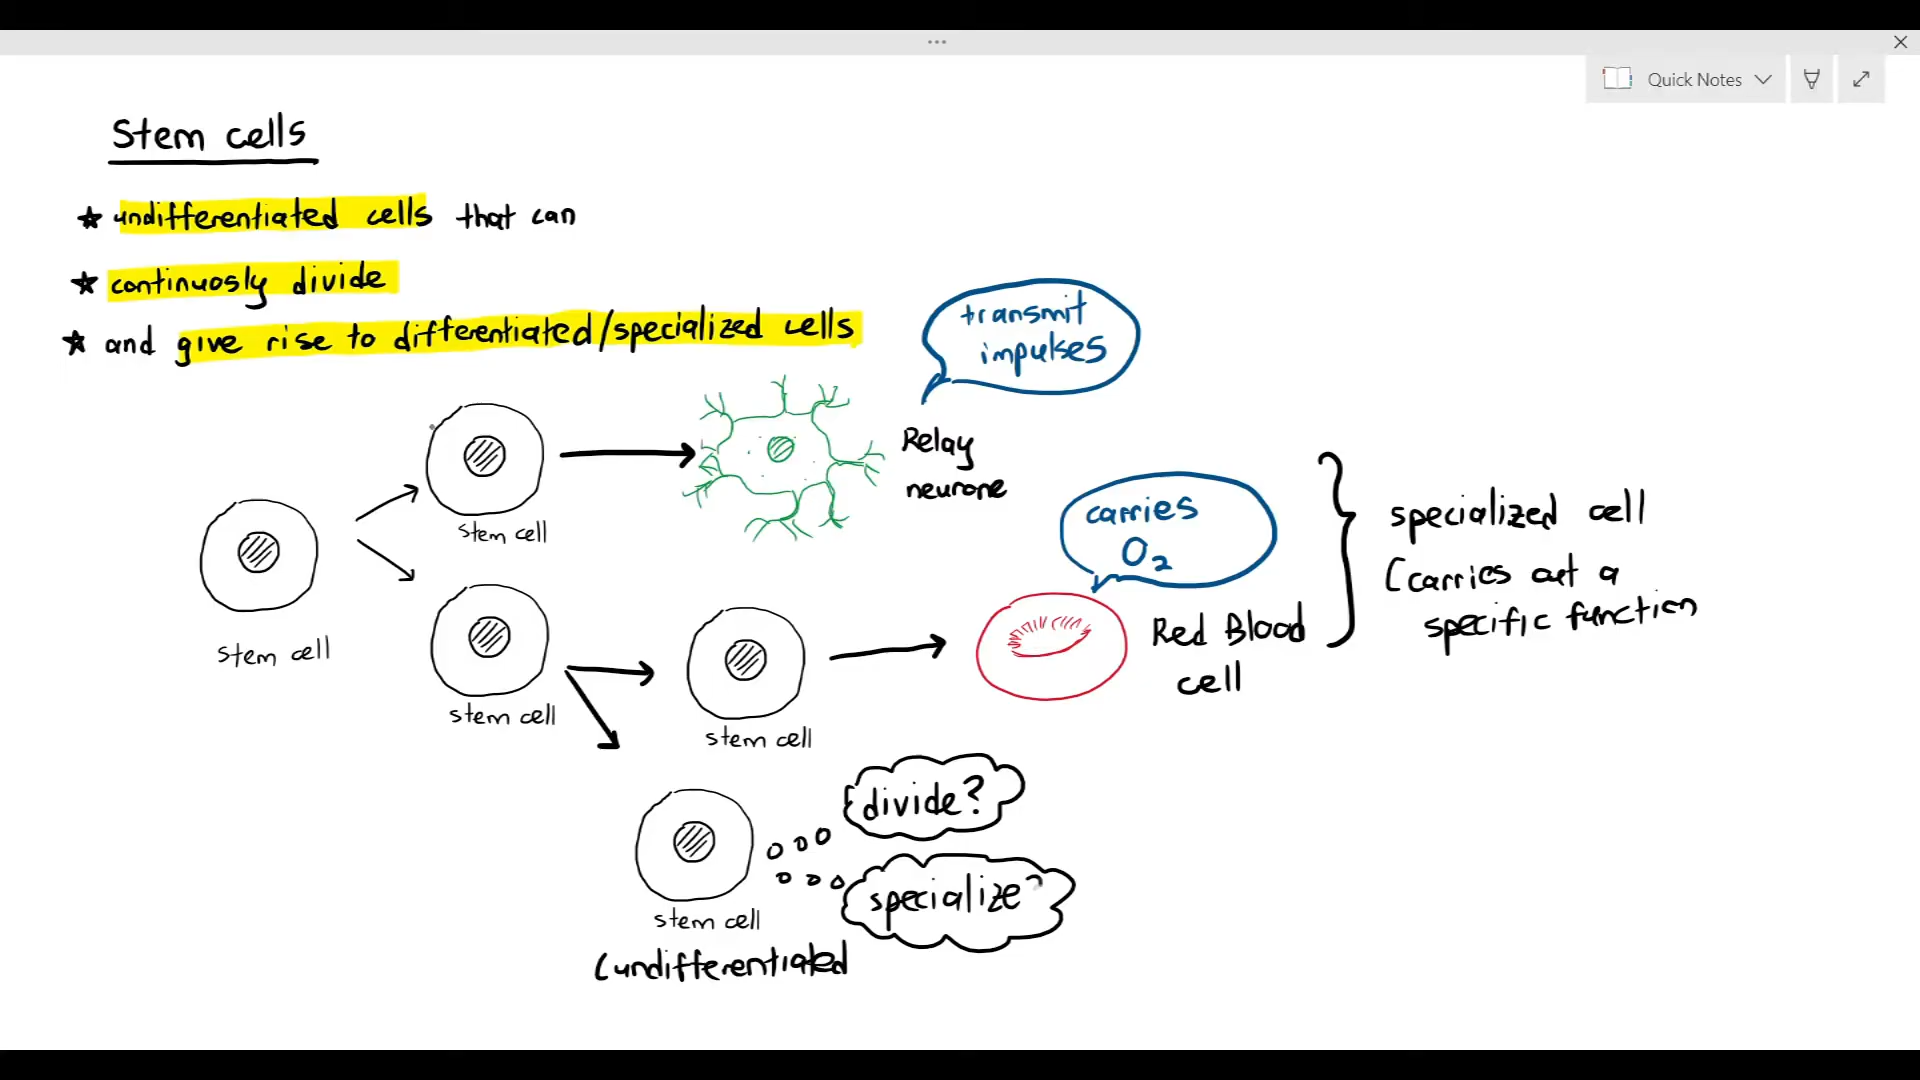 Quick Notes
Stem cells
★ undifferentiated cells that can
★ continuosly divide
★ and give rise to differentiated/specialized cells
transmit
impulses
Relay
neurone
stem cell
stem cell
carries
O₂
specialized cell
(carries out a
specific function
Red Blood
cell
stem cell
stem cell
divide?
specialize?
stem cell
(undifferentiated